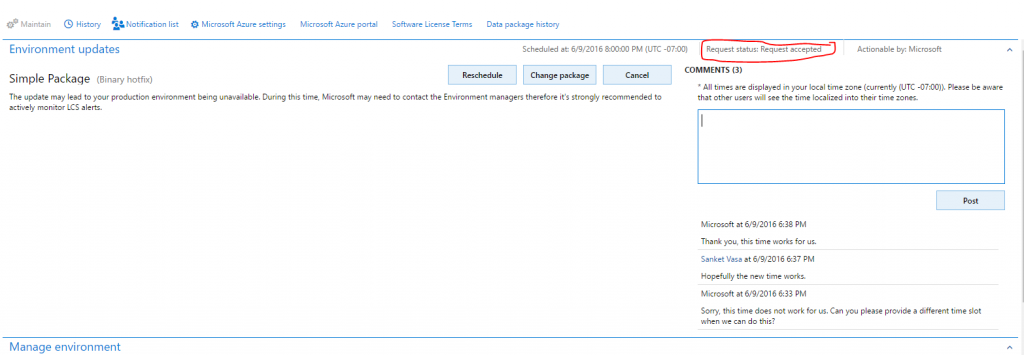 Maintain History Notification list Microsoft Azure settings Microsoft Azure portal Software License Terms Data package history
Environment updates Scheduled at: 6/9/2016 8:00:00 PM (UTC -07:00) Request status: Request accepted Actionable by: Microsoft
Simple Package (Binary hotfix) Reschedule Change package Cancel
The update may lead to your production environment being unavailable. During this time, Microsoft may need to contact the Environment managers therefore it's strongly recommended to
actively monitor LCS alerts.
COMMENTS (3)
* All times are displayed in your local time zone (currently (UTC -07:00)). Please be aware
that other users will see the time localized into their time zones.
Post
Microsoft at 6/9/2016 6:38 PM
Thank you, this time works for us.
Sanket Vasa at 6/9/2016 6:37 PM
Hopefully the new time works.
Microsoft at 6/9/2016 6:33 PM
Sorry, this time does not work for us. Can you please provide a different time slot
when we can do this?
Manage environment